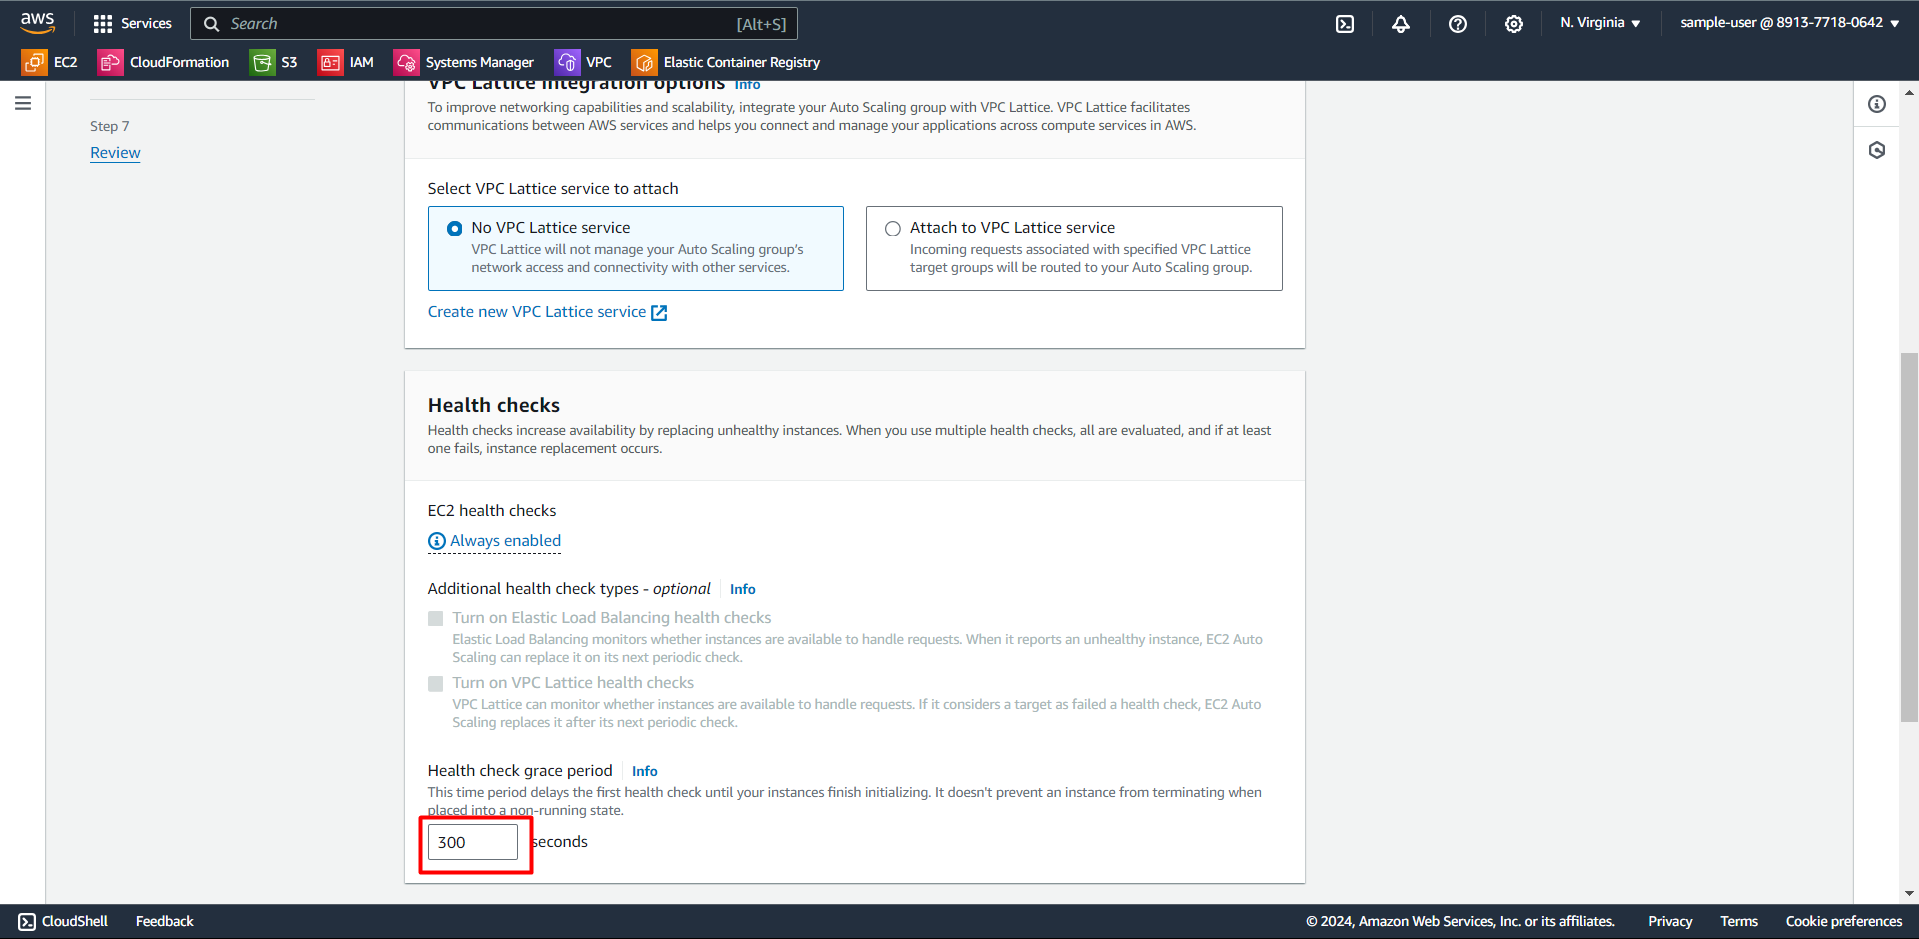 aws
Services
Search
[Alt+S]
N. Virginia
sample-user @ 8913-7718-0642
EC2
CloudFormation
S3
IAM
Systems Manager
VPC
Elastic Container Registry
Step 7
Review
VPC Lattice integration options Info
To improve networking capabilities and scalability, integrate your Auto Scaling group with VPC Lattice. VPC Lattice facilitates
communications between AWS services and helps you connect and manage your applications across compute services in AWS.
Select VPC Lattice service to attach
No VPC Lattice service
VPC Lattice will not manage your Auto Scaling group's
network access and connectivity with other services.
Attach to VPC Lattice service
Incoming requests associated with specified VPC Lattice
target groups will be routed to your Auto Scaling group.
Create new VPC Lattice service
Health checks
Health checks increase availability by replacing unhealthy instances. When you use multiple health checks, all are evaluated, and if at least
one fails, instance replacement occurs.
EC2 health checks
Always enabled
Additional health check types - optional Info
Turn on Elastic Load Balancing health checks
Elastic Load Balancing monitors whether instances are available to handle requests. When it reports an unhealthy instance, EC2 Auto
Scaling can replace it on its next periodic check.
Turn on VPC Lattice health checks
VPC Lattice can monitor whether instances are available to handle requests. If it considers a target as failed a health check, EC2 Auto
Scaling replaces it after its next periodic check.
Health check grace period Info
This time period delays the first health check until your instances finish initializing. It doesn't prevent an instance from terminating when
placed into a non-running state.
300 seconds
CloudShell
Feedback
© 2024, Amazon Web Services, Inc. or its affiliates.
Privacy
Terms
Cookie preferences